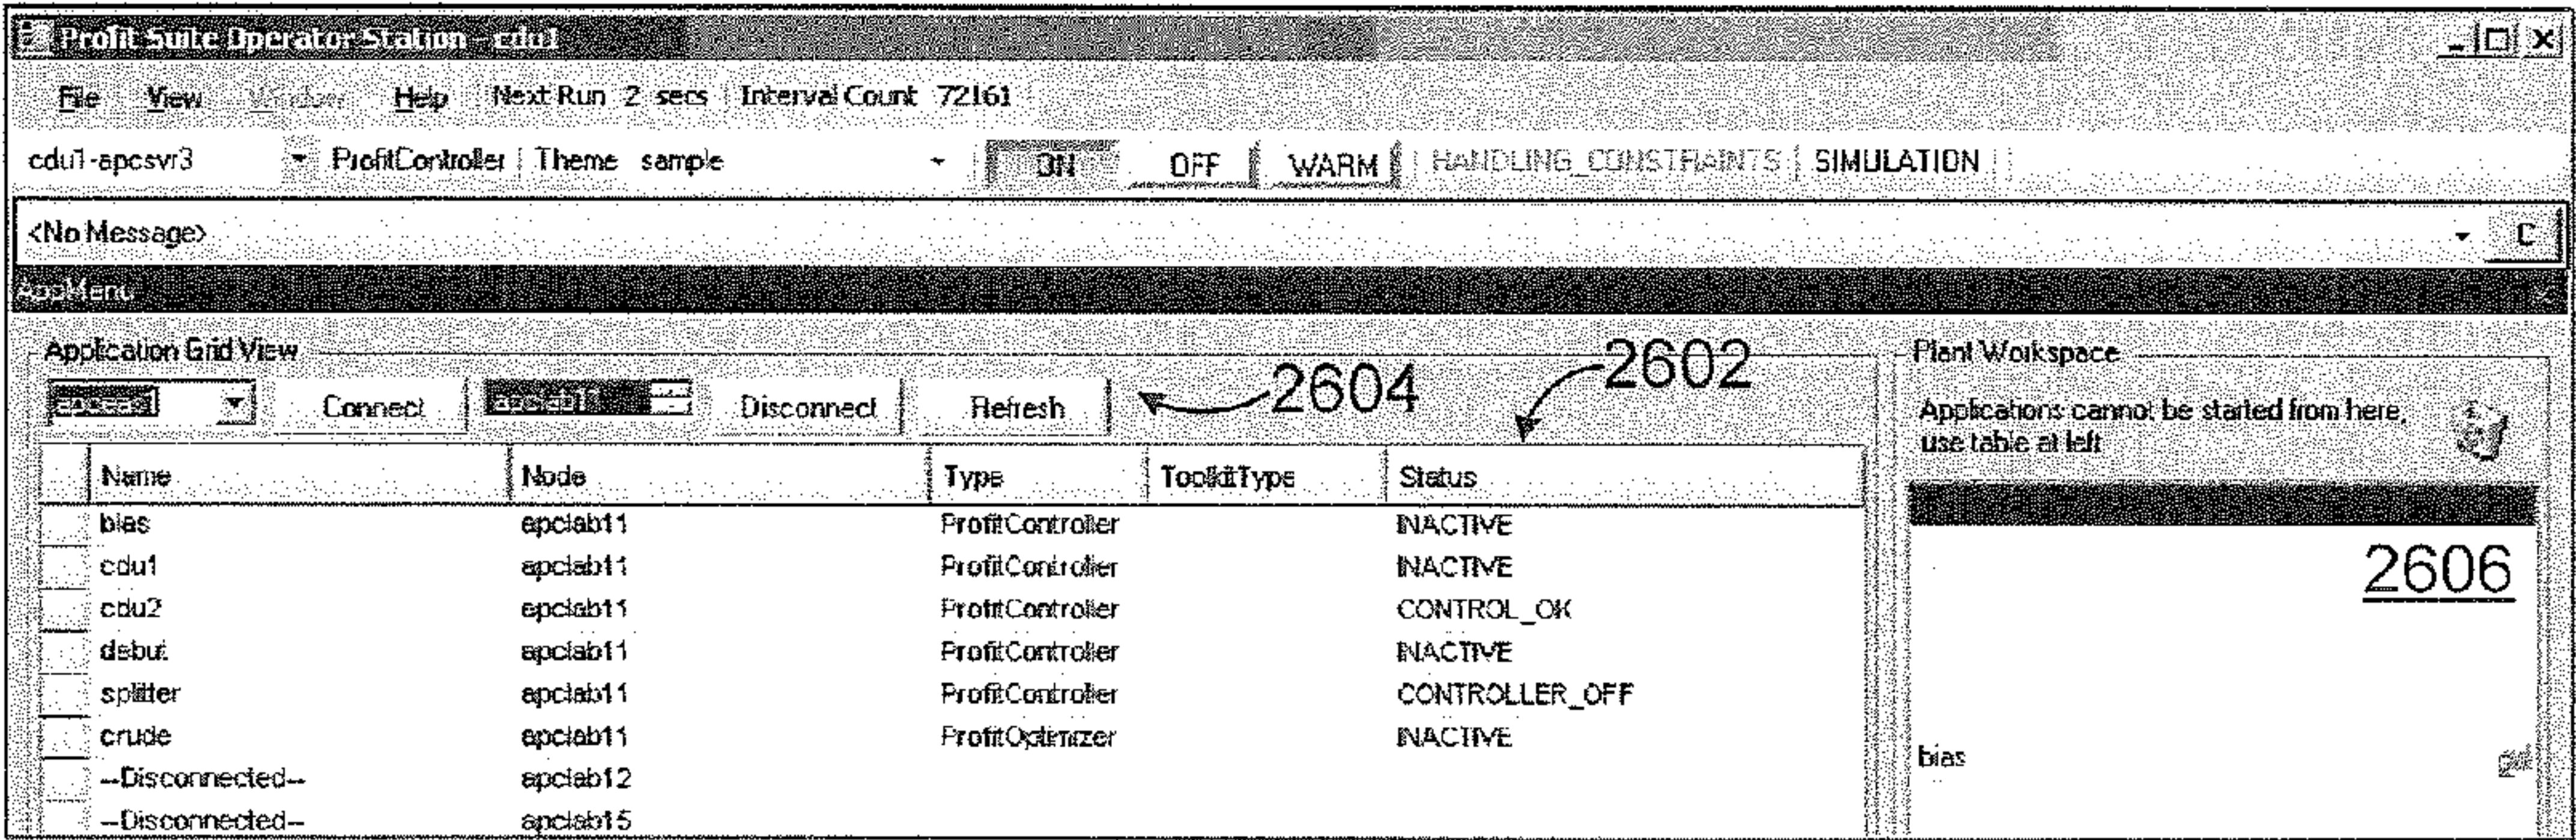 Profit Suite Operator Station - cdu1
File View Window Help Next Run 2 secs Interval Count 72161
cdu1-apcsvr3 ProfitController Theme sample ON OFF WARM HANDLING_CONSTRAINTS SIMULATION
<No Message> C
AppMenu
Application Grid View 2604 2602 Plant Workspace
apceast Connect apclab11 Disconnect Refresh
Applications cannot be started from here,
use table at left
Name Node Type ToolkitType Status
bias apclab11 ProfitController INACTIVE
cdu1 apclab11 ProfitController INACTIVE
2606
cdu2 apclab11 ProfitController CONTROL_OK
debut apclab11 ProfitController INACTIVE
splitter apclab11 ProfitController CONTROLLER_OFF
crude apclab11 ProfitOptimizer INACTIVE
bias
--Disconnected-- apclab12
--Disconnected-- apclab15